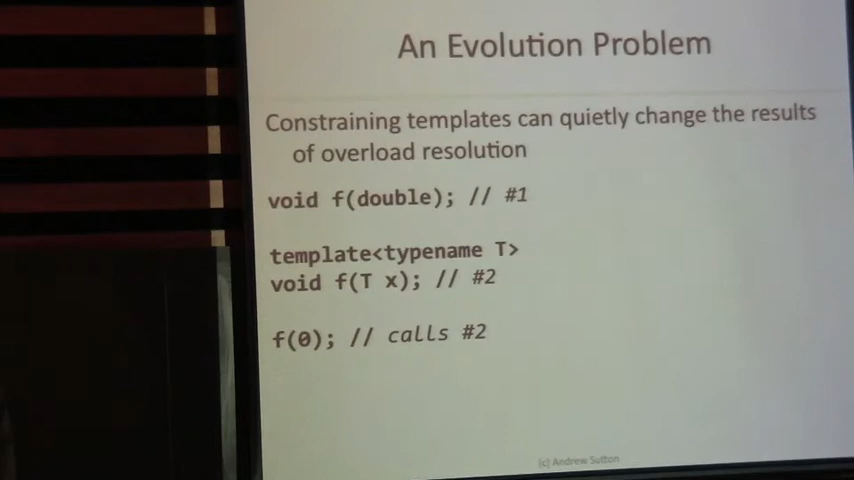 An Evolution Problem
Constraining templates can quietly change the results
of overload resolution
void f(double); // #1
template<typename T>
void f(T x); // #2
f(0); // calls #2
(c) Andrew Sutton